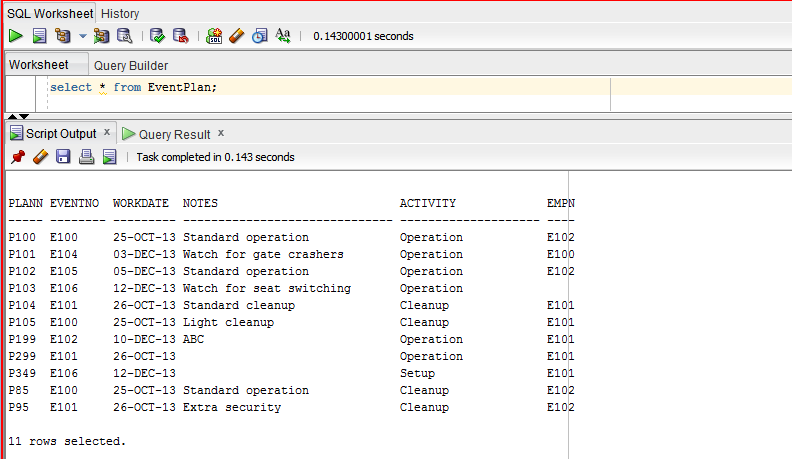 SQL Worksheet History
0.14300001 seconds
Worksheet Query Builder
select * from EventPlan;
Script Output x Query Result x
Task completed in 0.143 seconds
PLANN EVENTNO  WORKDATE  NOTES                          ACTIVITY             EMPN
----- -------- --------- ------------------------------ -------------------- ----
P100  E100     25-OCT-13 Standard operation             Operation            E102
P101  E104     03-DEC-13 Watch for gate crashers        Operation            E100
P102  E105     05-DEC-13 Standard operation             Operation            E102
P103  E106     12-DEC-13 Watch for seat switching       Operation
P104  E101     26-OCT-13 Standard cleanup               Cleanup              E101
P105  E100     25-OCT-13 Light cleanup                  Cleanup              E101
P199  E102     10-DEC-13 ABC                            Operation            E101
P299  E101     26-OCT-13                                Operation            E101
P349  E106     12-DEC-13                                Setup                E101
P85   E100     25-OCT-13 Standard operation             Cleanup              E102
P95   E101     26-OCT-13 Extra security                 Cleanup              E102
11 rows selected.